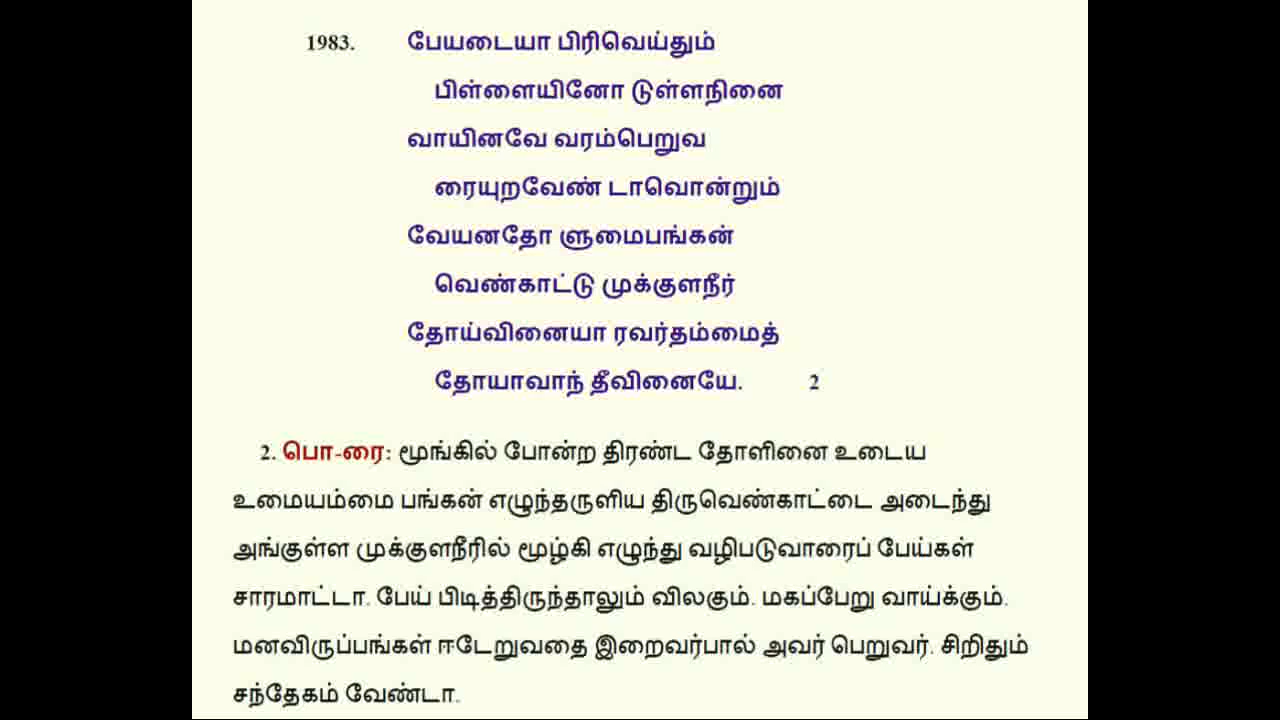 1983. பேயடையா பிரிவெய்தும்
பிள்ளையினோ டுள்ளநினை
வாயினவே வரம்பெறுவ
ரையுறவேண் டாவொன்றும்
வேயனதோ ளுமைபங்கன்
வெண்காட்டு முக்குளநீர்
தோய்வினையா ரவர்தம்மைத்
தோயாவாந் தீவினையே. 2
2. பொ-ரை: மூங்கில் போன்ற திரண்ட தோளினை உடைய
உமையம்மை பங்கன் எழுந்தருளிய திருவெண்காட்டை அடைந்து
அங்குள்ள முக்குளநீரில் மூழ்கி எழுந்து வழிபடுவாரைப் பேய்கள்
சாரமாட்டா. பேய் பிடித்திருந்தாலும் விலகும். மகப்பேறு வாய்க்கும்.
மனவிருப்பங்கள் ஈடேறுவதை இறைவர்பால் அவர் பெறுவர். சிறிதும்
சந்தேகம் வேண்டா.